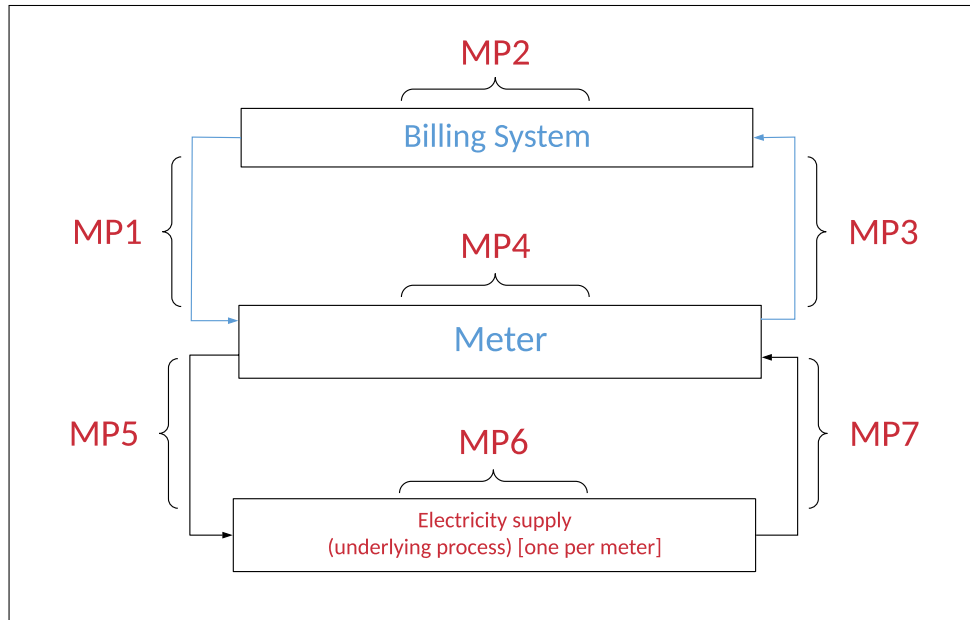 MP2
Billing System
MP1
MP3
MP4
Meter
MP5
MP7
MP6
Electricity supply
(underlying process) [one per meter]